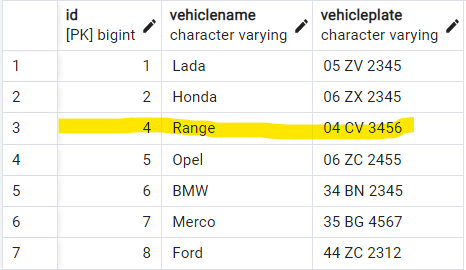 id vehiclename vehicleplate
[PK] bigint character varying character varying
1 1 Lada 05 ZV 2345
2 2 Honda 06 ZX 2345
3 4 Range 04 CV 3456
4 5 Opel 06 ZC 2455
5 6 BMW 34 BN 2345
6 7 Merco 35 BG 4567
7 8 Ford 44 ZC 2312